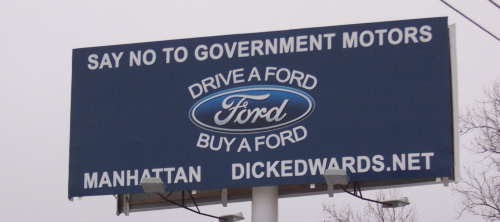 SAY NO TO GOVERNMENT MOTORS
DRIVE A FORD
Ford
BUY A FORD
MANHATTAN DICKEDWARDS.NET